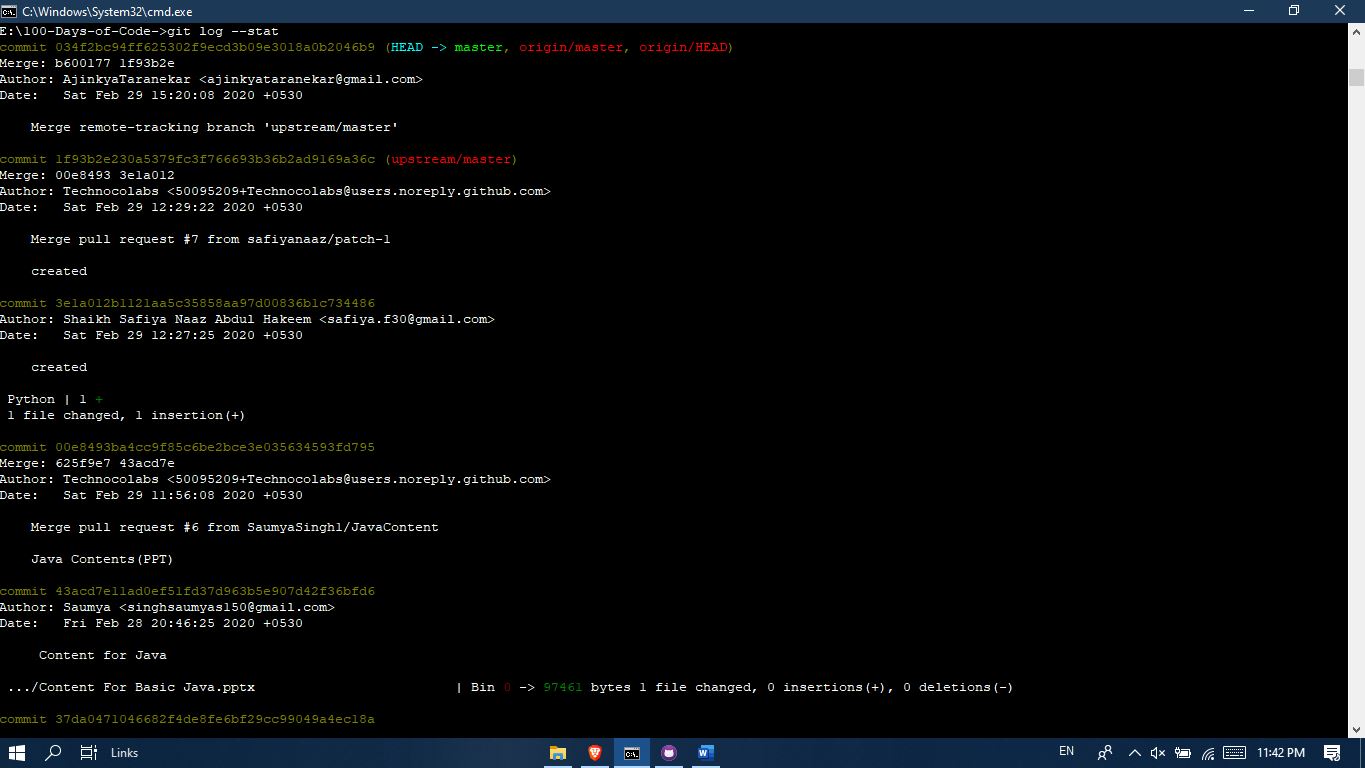 C:\Windows\System32\cmd.exe
E:\100-Days-of-Code>git log --stat
commit 034f2bc94ff625302f9ecd3b09e3018a0b2046b9 (HEAD -> master, origin/master, origin/HEAD)
Merge: b600177 1f93b2e
Author: AjinkyaTaranekar <ajinkyataranekar@gmail.com>
Date:   Sat Feb 29 15:20:08 2020 +0530
Merge remote-tracking branch 'upstream/master'
commit 1f93b2e230a5379fc3f766693b36b2ad9169a36c (upstream/master)
Merge: 00e8493 3e1a012
Author: Technocolabs <50095209+Technocolabs@users.noreply.github.com>
Date:   Sat Feb 29 12:29:22 2020 +0530
Merge pull request #7 from safiyanaaz/patch-1
created
commit 3e1a012b1121aa5c35858aa97d00836b1c734486
Author: Shaikh Safiya Naaz Abdul Hakeem <safiya.f30@gmail.com>
Date:   Sat Feb 29 12:27:25 2020 +0530
created
Python | 1 +
1 file changed, 1 insertion(+)
commit 00e8493ba4cc9f85c6be2bce3e035634593fd795
Merge: 625f9e7 43acd7e
Author: Technocolabs <50095209+Technocolabs@users.noreply.github.com>
Date:   Sat Feb 29 11:56:08 2020 +0530
Merge pull request #6 from SaumyaSingh1/JavaContent
Java Contents(PPT)
commit 43acd7e11ad0ef51fd37d963b5e907d42f36bfd6
Author: Saumya <singhsaumyas150@gmail.com>
Date:   Fri Feb 28 20:46:25 2020 +0530
Content for Java
.../Content For Basic Java.pptx | Bin 0 -> 97461 bytes 1 file changed, 0 insertions(+), 0 deletions(-)
commit 37da0471046682f4de8fe6bf29cc99049a4ec18a
Links
EN
11:42 PM